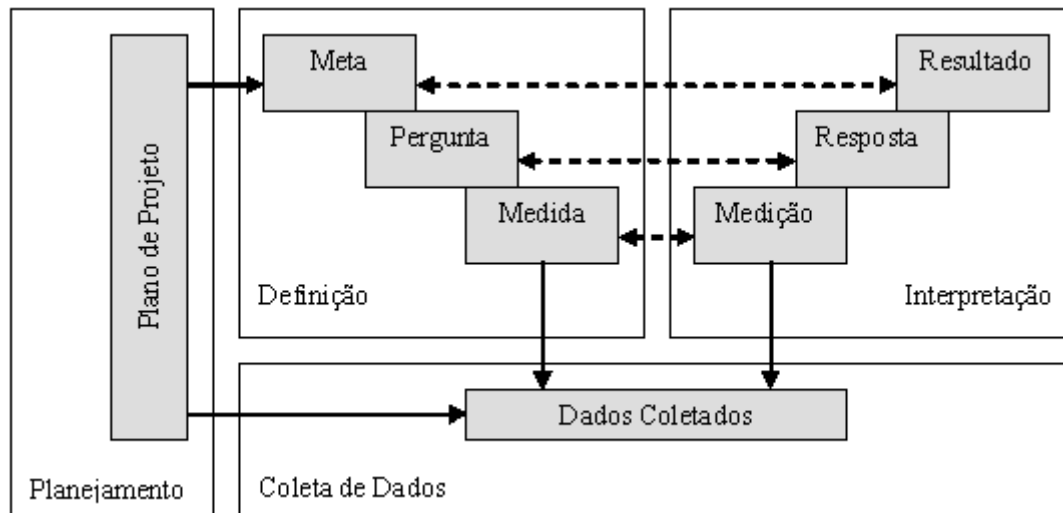 Plano de Projeto
Planejamento
Meta
Pergunta
Medida
Definição
Resultado
Resposta
Medição
Interpretação
Dados Coletados
Coleta de Dados